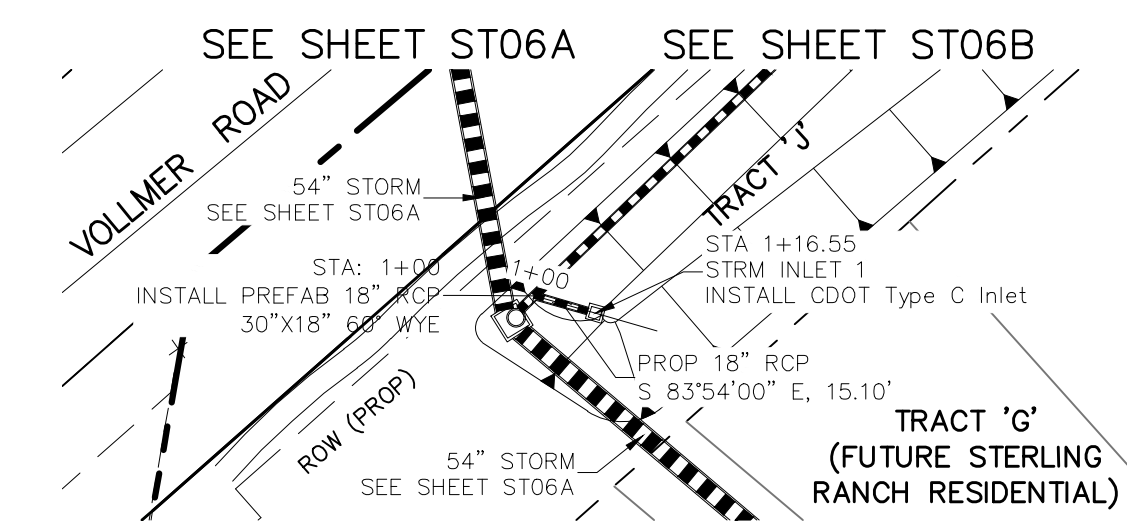 SEE SHEET ST06A
SEE SHEET ST06B
VOLLMER ROAD
54" STORM
SEE SHEET ST06A
TRACT 'J'
STA: 1+00
INSTALL PREFAB 18" RCP
30"X18" 60° WYE
1+00
STA 1+16.55
STRM INLET 1
INSTALL CDOT Type C Inlet
PROP 18" RCP
S 83°54'00" E, 15.10'
ROW (PROP)
54" STORM
SEE SHEET ST06A
TRACT 'G'
(FUTURE STERLING
RANCH RESIDENTIAL)